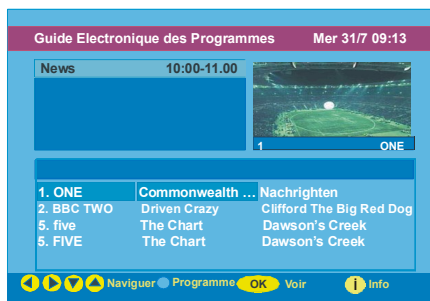 Guide Electronique des Programmes Mer 31/7 09:13
News 10:00-11.00
1 ONE
1. ONE Commonwealth ... Nachrighten
2. BBC TWO Driven Crazy Clifford The Big Red Dog
5. five The Chart Dawson's Creek
5. FIVE The Chart Dawson's Creek
Naviguer Programme OK Voir i Info